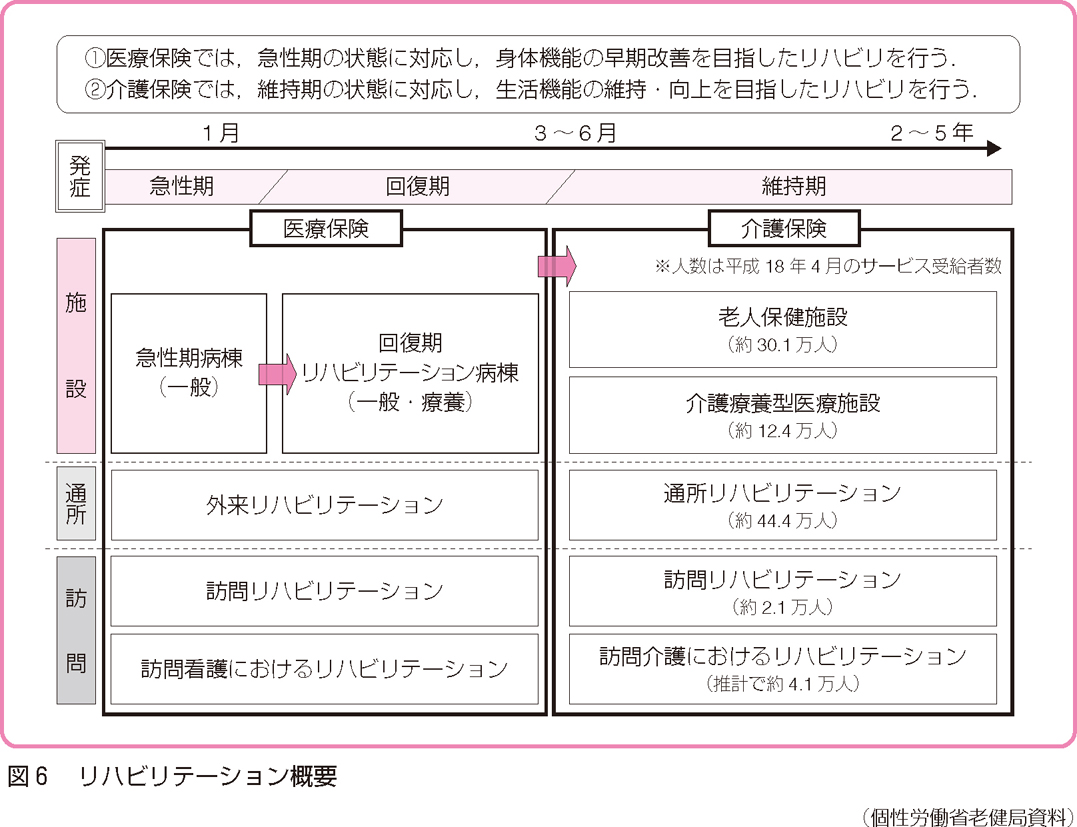 ①医療保険では，急性期の状態に対応し，身体機能の早期改善を目指したリハビリを行う．
②介護保険では，維持期の状態に対応し，生活機能の維持・向上を目指したリハビリを行う．
1月
3～6月
2～5年
発症
急性期
回復期
維持期
医療保険
介護保険
※人数は平成18年4月のサービス受給者数
施設
急性期病棟
（一般）
回復期
リハビリテーション病棟
（一般・療養）
老人保健施設
（約30.1万人）
介護療養型医療施設
（約12.4万人）
通所
外来リハビリテーション
通所リハビリテーション
（約44.4万人）
訪問
訪問リハビリテーション
訪問リハビリテーション
（約2.1万人）
訪問看護におけるリハビリテーション
訪問介護におけるリハビリテーション
（推計で約4.1万人）
図6　リハビリテーション概要
（個性労働省老健局資料）